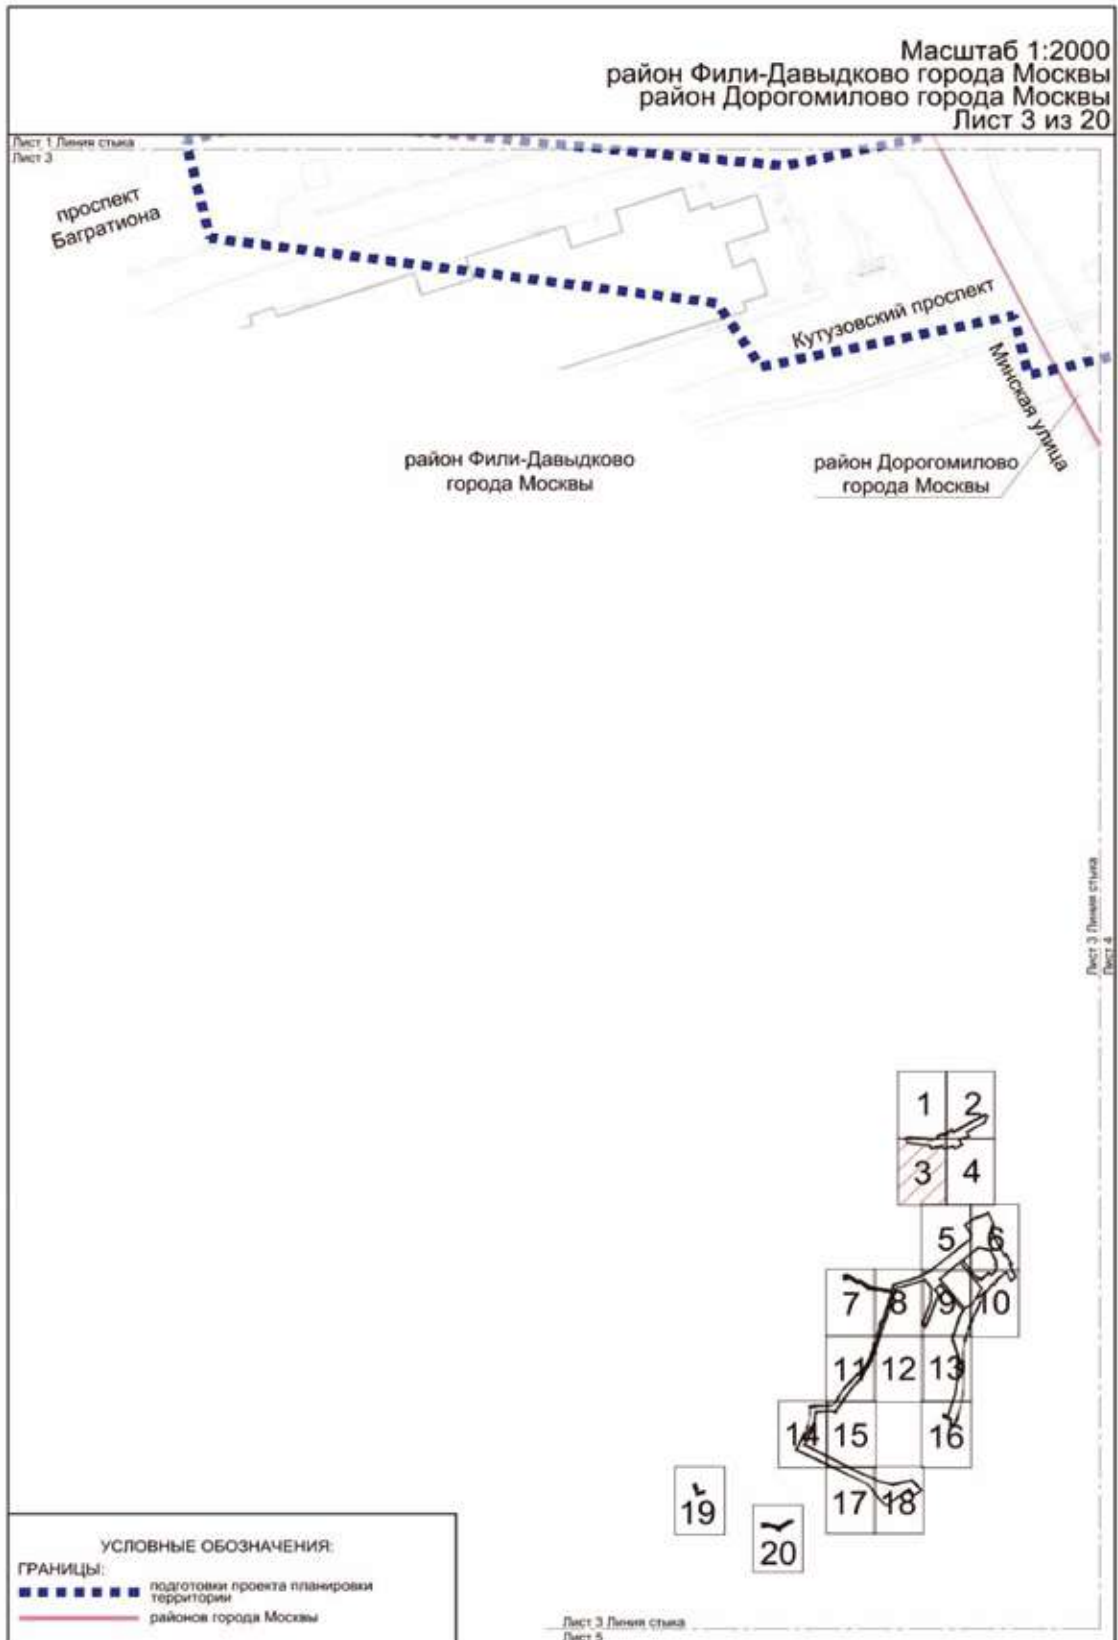 Масштаб 1:2000
район Фили-Давыдково города Москвы
район Дорогомилово города Москвы
Лист 3 из 20
Лист 1 Линия стыка
Лист 3
проспект
Багратиона
Кутузовский проспект
Минская улица
район Фили-Давыдково
города Москвы
район Дорогомилово
города Москвы
Лист 3 Линия стыка
Лист 4
1 2
3 4
5 6
7 8 9 10
11 12 13
14 15 16
17 18
19
20
УСЛОВНЫЕ ОБОЗНАЧЕНИЯ:
ГРАНИЦЫ:
подготовки проекта планировки
территории
районов города Москвы
Лист 3 Линия стыка
Лист 5